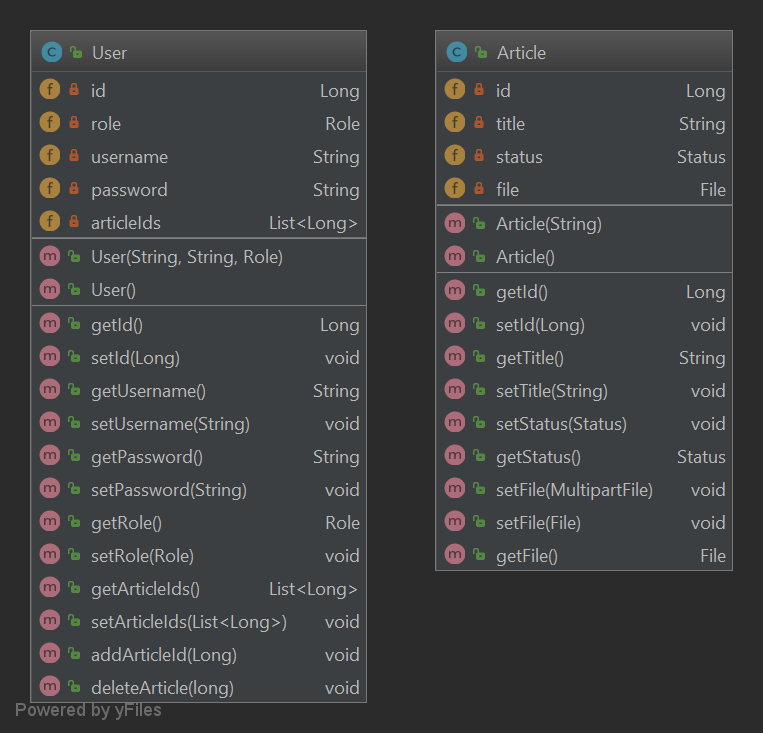 User
id Long
role Role
username String
password String
articleIds List<Long>
User(String, String, Role)
User()
getId() Long
setId(Long) void
getUsername() String
setUsername(String) void
getPassword() String
setPassword(String) void
getRole() Role
setRole(Role) void
getArticleIds() List<Long>
setArticleIds(List<Long>) void
addArticleId(Long) void
deleteArticle(long) void
Article
id Long
title String
status Status
file File
Article(String)
Article()
getId() Long
setId(Long) void
getTitle() String
setTitle(String) void
setStatus(Status) void
getStatus() Status
setFile(MultipartFile) void
setFile(File) void
getFile() File
Powered by yFiles